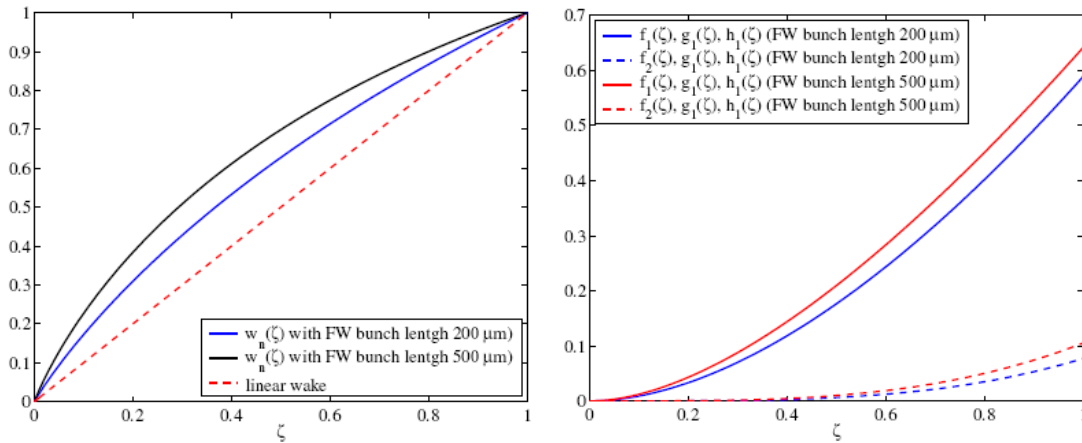 1
0.9
0.8
0.7
0.6
0.5
0.4
0.3
0.2
0.1
0
0 0.2 0.4 0.6 0.8 1
ζ
w_n(ζ) with FW bunch lentgh 200 μm)
w_n(ζ) with FW bunch lentgh 500 μm)
linear wake
0.7
0.6
0.5
0.4
0.3
0.2
0.1
0
0 0.2 0.4 0.6 0.8 1
ζ
f_1(ζ), g_1(ζ), h_1(ζ) (FW bunch lentgh 200 μm)
f_2(ζ), g_1(ζ), h_1(ζ) (FW bunch lentgh 200 μm)
f_1(ζ), g_1(ζ), h_1(ζ) (FW bunch lentgh 500 μm)
f_2(ζ), g_1(ζ), h_1(ζ) (FW bunch lentgh 500 μm)